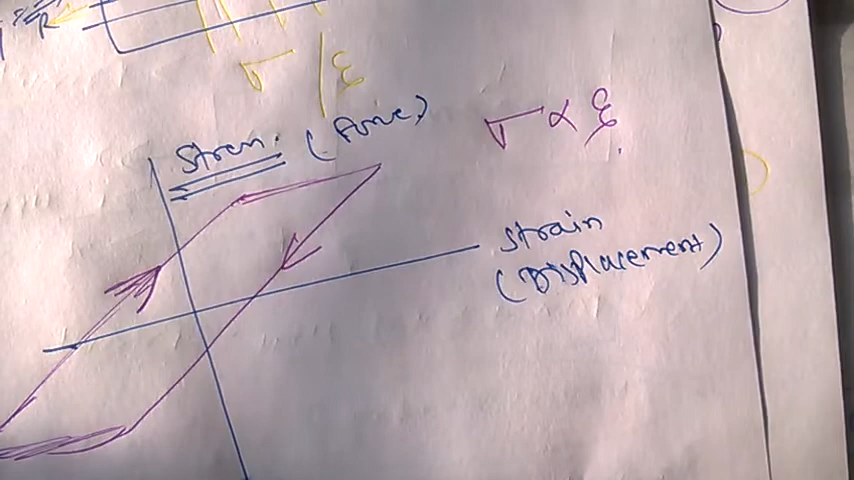 σ / ε
Stress (Force)
σ ∝ ε
Strain
(Displacement)